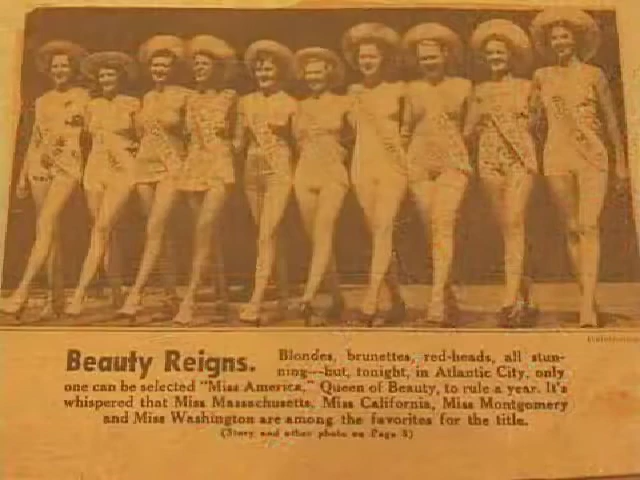 Beauty Reigns. Blondes, brunettes, red-heads, all stun-
ning—but, tonight, in Atlantic City, only
one can be selected "Miss America," Queen of Beauty, to rule a year. It's
whispered that Miss Massachusetts, Miss California, Miss Montgomery
and Miss Washington are among the favorites for the title.
(Story and other photo on Page 3)